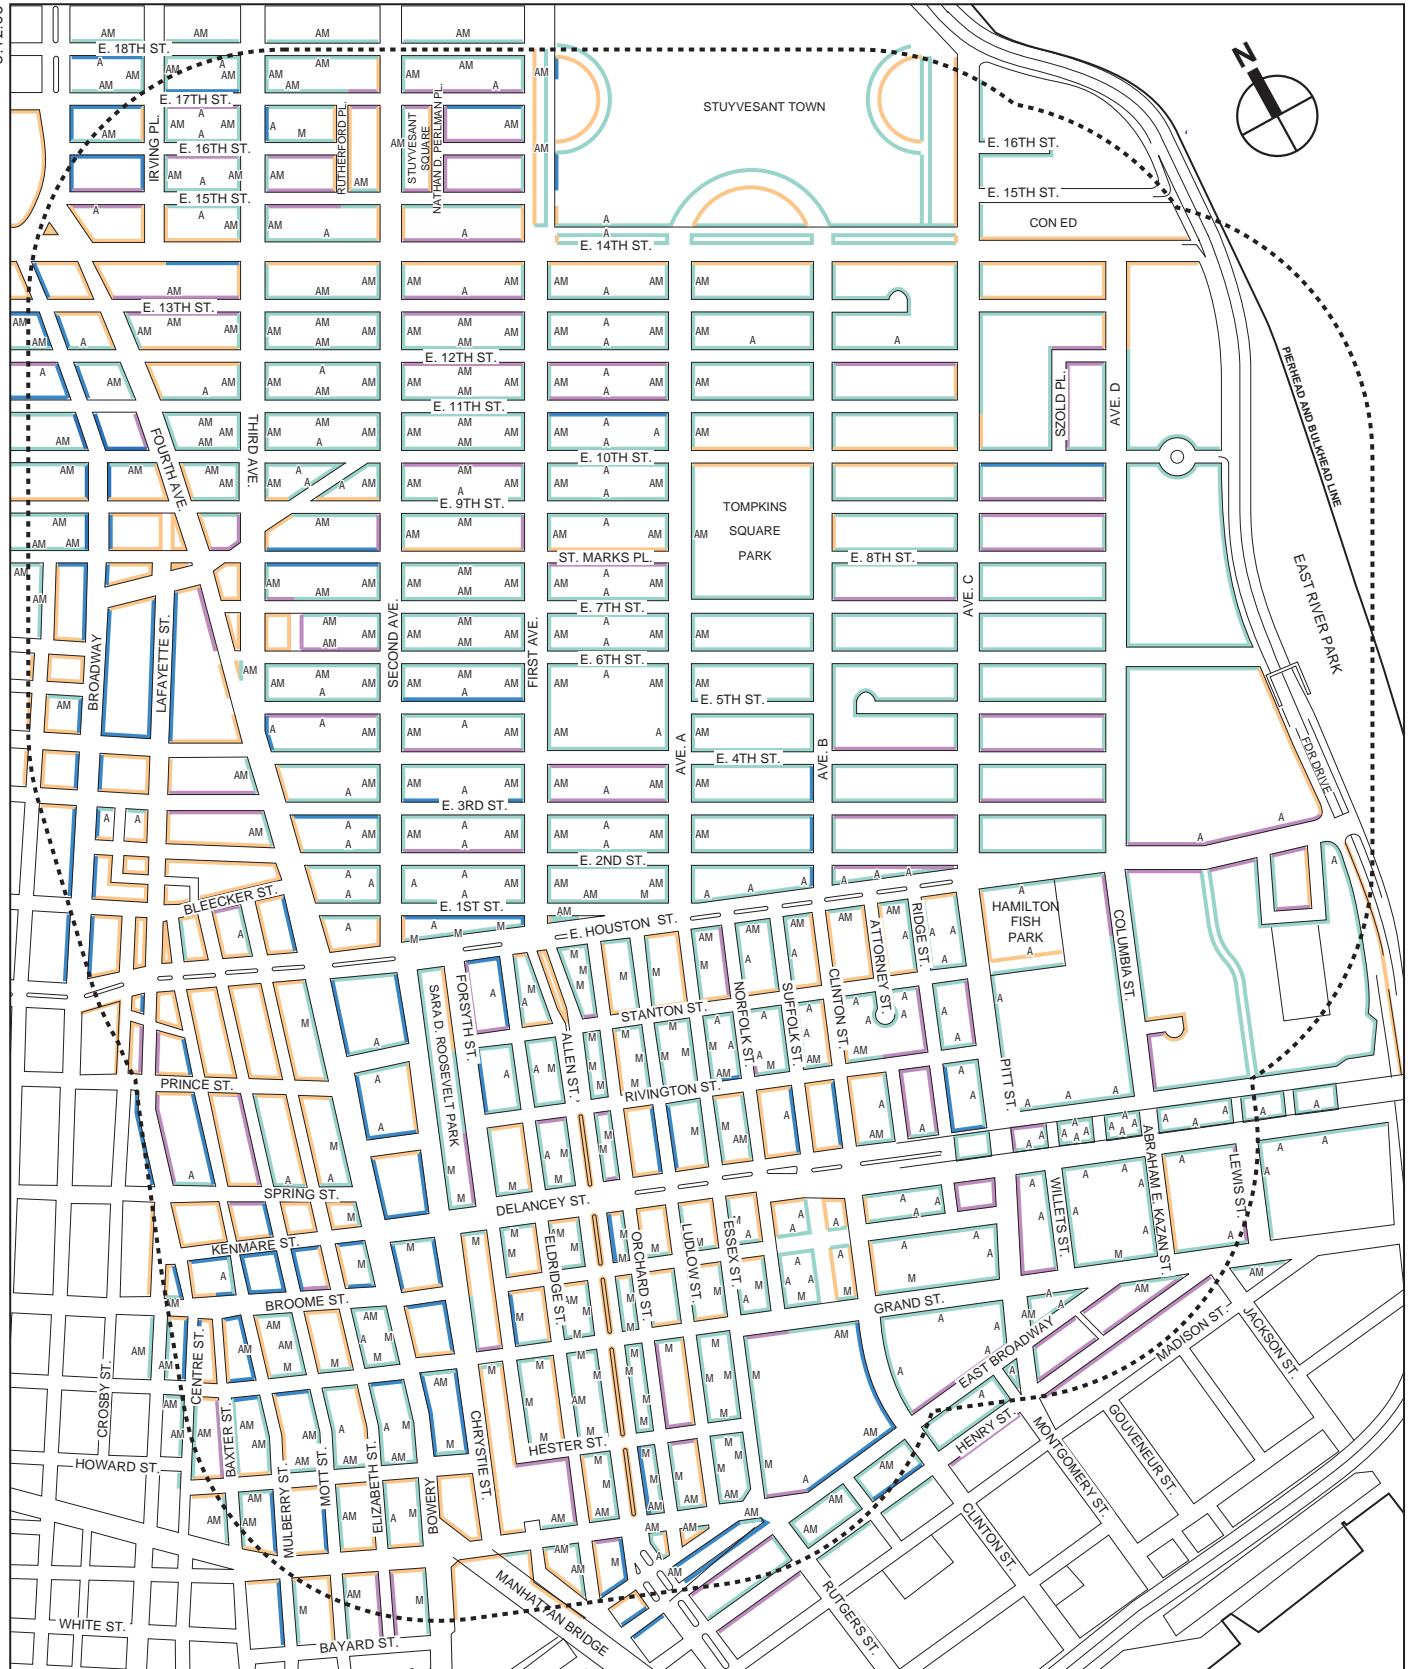 E. 18TH ST.
E. 17TH ST.
E. 16TH ST.
E. 15TH ST.
IRVING PL.
RUTHERFORD PL.
STUYVESANT
SQUARE
NATHAN D. PERLMAN PL.
STUYVESANT TOWN
N
E. 16TH ST.
E. 15TH ST.
CON ED
E. 14TH ST.
E. 13TH ST.
E. 12TH ST.
E. 11TH ST.
E. 10TH ST.
E. 9TH ST.
ST. MARKS PL.
E. 8TH ST.
E. 7TH ST.
E. 6TH ST.
E. 5TH ST.
E. 4TH ST.
E. 3RD ST.
E. 2ND ST.
E. 1ST ST.
FOURTH AVE.
THIRD AVE.
SECOND AVE.
FIRST AVE.
AVE. A
AVE. B
AVE. C
AVE. D
SZOLD PL.
TOMPKINS
SQUARE
PARK
PIERHEAD AND BULKHEAD LINE
EAST RIVER PARK
FDR DRIVE
BROADWAY
LAFAYETTE ST.
BLEECKER ST.
E. HOUSTON ST.
HAMILTON
FISH
PARK
COLUMBIA ST.
RIDGE ST.
ATTORNEY ST.
CLINTON ST.
SUFFOLK ST.
NORFOLK ST.
STANTON ST.
ALLEN ST.
FORSYTH ST.
SARA D. ROOSEVELT PARK
PRINCE ST.
RIVINGTON ST.
PITT ST.
SPRING ST.
DELANCEY ST.
WILLETS ST.
ABRAHAM E. KAZAN ST.
LEWIS ST.
KENMARE ST.
ELDRIDGE ST.
ORCHARD ST.
LUDLOW ST.
ESSEX ST.
BROOME ST.
GRAND ST.
EAST BROADWAY
MADISON ST.
JACKSON ST.
CROSBY ST.
CENTRE ST.
BAXTER ST.
MULBERRY ST.
MOTT ST.
ELIZABETH ST.
BOWERY
CHRYSTIE ST.
HESTER ST.
HENRY ST.
MONTGOMERY ST.
GOUVENEUR ST.
HOWARD ST.
CLINTON ST.
RUTGERS ST.
MANHATTAN BRIDGE
WHITE ST.
BAYARD ST.